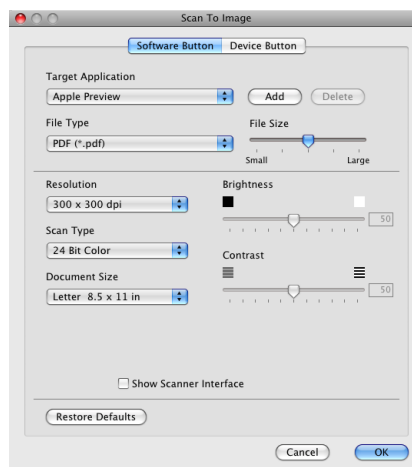 Scan To Image
Software Button Device Button
Target Application
Apple Preview Add Delete
File Type File Size
PDF (*.pdf)
Small Large
Resolution Brightness
300 x 300 dpi
50
Scan Type
24 Bit Color
Contrast
Document Size
Letter 8.5 x 11 in 50
Show Scanner Interface
Restore Defaults
Cancel OK